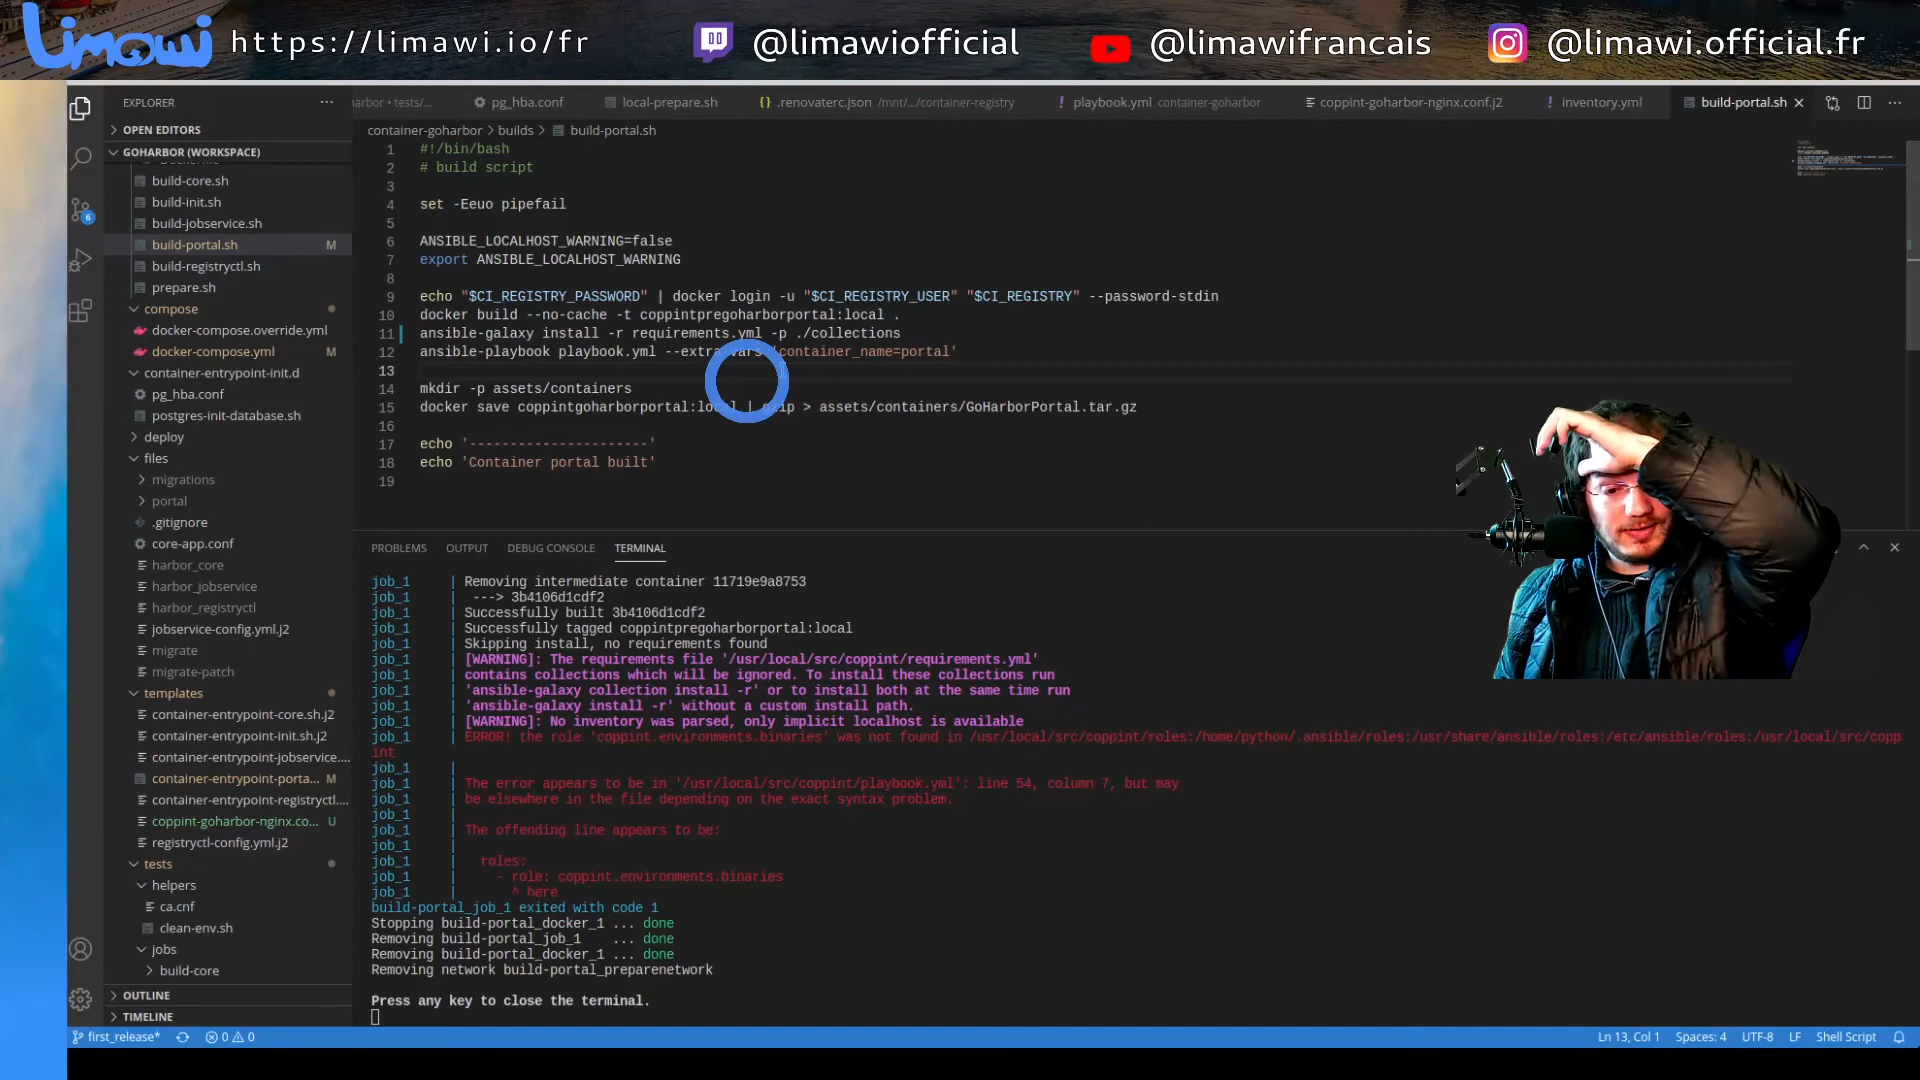 Limawi https://limawi.io/fr @limawiofficial @limawifrancais @limawi.official.fr
EXPLORER ...
OPEN EDITORS
GOHARBOR (WORKSPACE)
build-core.sh
build-init.sh
build-jobservice.sh
build-portal.sh M
build-registryctl.sh
prepare.sh
compose
docker-compose.override.yml
docker-compose.yml M
container-entrypoint-init.d
pg_hba.conf
postgres-init-database.sh
deploy
files
migrations
portal
.gitignore
core-app.conf
harbor_core
harbor_jobservice
harbor_registryctl
jobservice-config.yml.j2
migrate
migrate-patch
templates
container-entrypoint-core.sh.j2
container-entrypoint-init.sh.j2
container-entrypoint-jobservice....
container-entrypoint-porta... M
container-entrypoint-registryctl....
coppint-goharbor-nginx.co... U
registryctl-config.yml.j2
tests
helpers
ca.cnf
clean-env.sh
jobs
build-core
OUTLINE
TIMELINE
6
harbor • tests/... pg_hba.conf local-prepare.sh {} .renovaterc.json /mnt/.../container-registry ! playbook.yml container-goharbor coppint-goharbor-nginx.conf.j2 ! inventory.yml build-portal.sh
container-goharbor > builds > build-portal.sh
1 #!/bin/bash
2 # build script
3
4 set -Eeuo pipefail
5
6 ANSIBLE_LOCALHOST_WARNING=false
7 export ANSIBLE_LOCALHOST_WARNING
8
9 echo "$CI_REGISTRY_PASSWORD" | docker login -u "$CI_REGISTRY_USER" "$CI_REGISTRY" --password-stdin
10 docker build --no-cache -t coppintpregoharborportal:local .
11 ansible-galaxy install -r requirements.yml -p ./collections
12 ansible-playbook playbook.yml --extra-vars 'container_name=portal'
13
14 mkdir -p assets/containers
15 docker save coppintgoharborportal:local | gzip > assets/containers/GoHarborPortal.tar.gz
16
17 echo '----------------------'
18 echo 'Container portal built'
19
PROBLEMS OUTPUT DEBUG CONSOLE TERMINAL
job_1 | Removing intermediate container 11719e9a8753
job_1 | ---> 3b4106d1cdf2
job_1 | Successfully built 3b4106d1cdf2
job_1 | Successfully tagged coppintpregoharborportal:local
job_1 | Skipping install, no requirements found
job_1 | [WARNING]: The requirements file '/usr/local/src/coppint/requirements.yml'
job_1 | contains collections which will be ignored. To install these collections run
job_1 | 'ansible-galaxy collection install -r' or to install both at the same time run
job_1 | 'ansible-galaxy install -r' without a custom install path.
job_1 | [WARNING]: No inventory was parsed, only implicit localhost is available
job_1 | ERROR! the role 'coppint.environments.binaries' was not found in /usr/local/src/coppint/roles:/home/python/.ansible/roles:/usr/share/ansible/roles:/etc/ansible/roles:/usr/local/src/copp
int
job_1 |
job_1 | The error appears to be in '/usr/local/src/coppint/playbook.yml': line 54, column 7, but may
job_1 | be elsewhere in the file depending on the exact syntax problem.
job_1 |
job_1 | The offending line appears to be:
job_1 |
job_1 | roles:
job_1 | - role: coppint.environments.binaries
job_1 | ^ here
build-portal_job_1 exited with code 1
Stopping build-portal_docker_1 ... done
Removing build-portal_job_1 ... done
Removing build-portal_docker_1 ... done
Removing network build-portal_preparenetwork
Press any key to close the terminal.
first_release* 0 0 Ln 13, Col 1 Spaces: 4 UTF-8 LF Shell Script